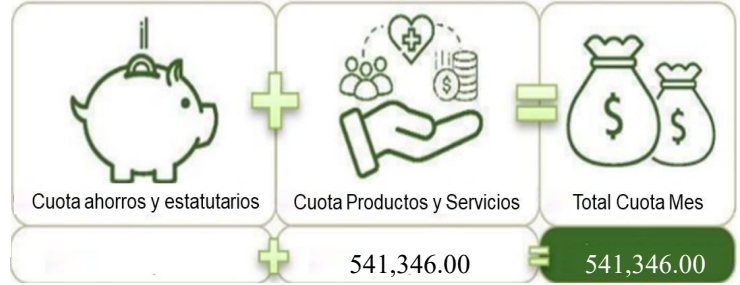 Cuota ahorros y estatutarios
Cuota Productos y Servicios
Total Cuota Mes
541,346.00
541,346.00